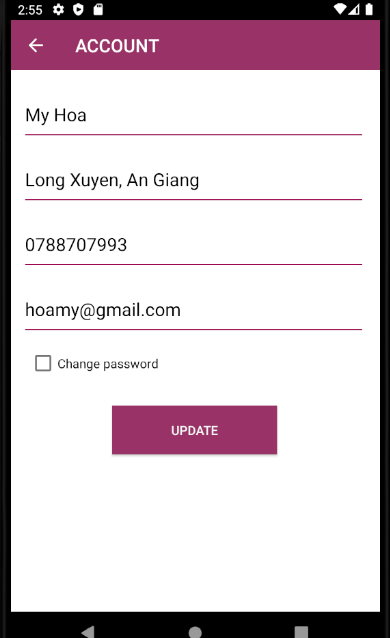 2:55
ACCOUNT
My Hoa
Long Xuyen, An Giang
0788707993
hoamy@gmail.com
Change password
UPDATE